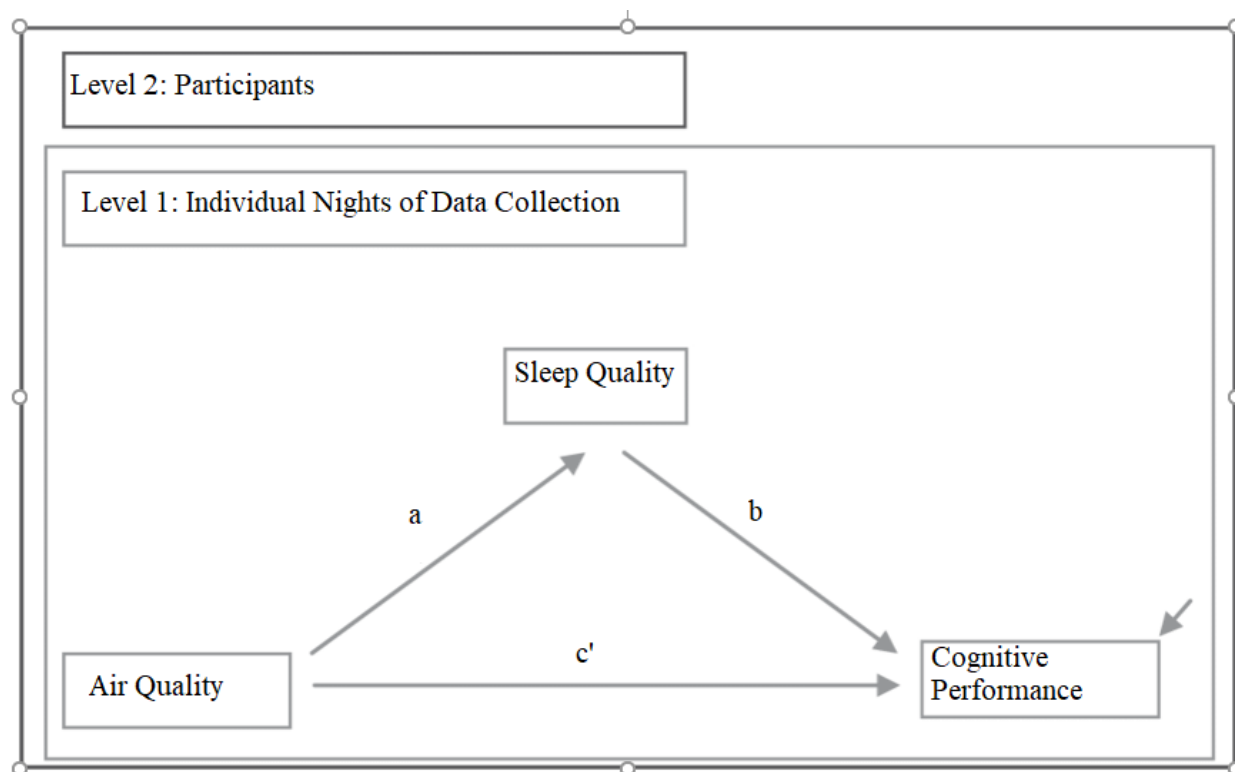 Level 2: Participants
Level 1: Individual Nights of Data Collection
Sleep Quality
a
b
c'
Air Quality
Cognitive
Performance